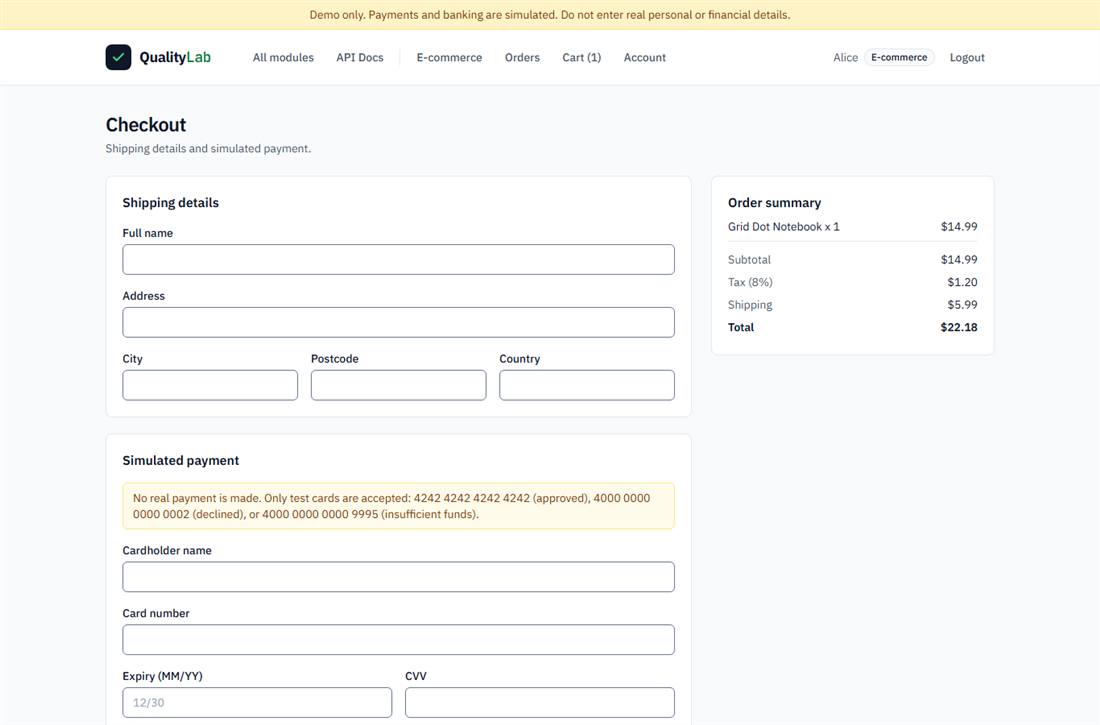 Demo only. Payments and banking are simulated. Do not enter real personal or financial details.
QualityLab
All modules
API Docs
E-commerce
Orders
Cart (1)
Account
Alice
E-commerce
Logout
Checkout
Shipping details and simulated payment.
Shipping details
Full name
Address
City
Postcode
Country
Simulated payment
No real payment is made. Only test cards are accepted: 4242 4242 4242 4242 (approved), 4000 0000
0000 0002 (declined), or 4000 0000 0000 9995 (insufficient funds).
Cardholder name
Card number
Expiry (MM/YY)
CVV
12/30
Order summary
Grid Dot Notebook x 1 $14.99
Subtotal $14.99
Tax (8%) $1.20
Shipping $5.99
Total $22.18